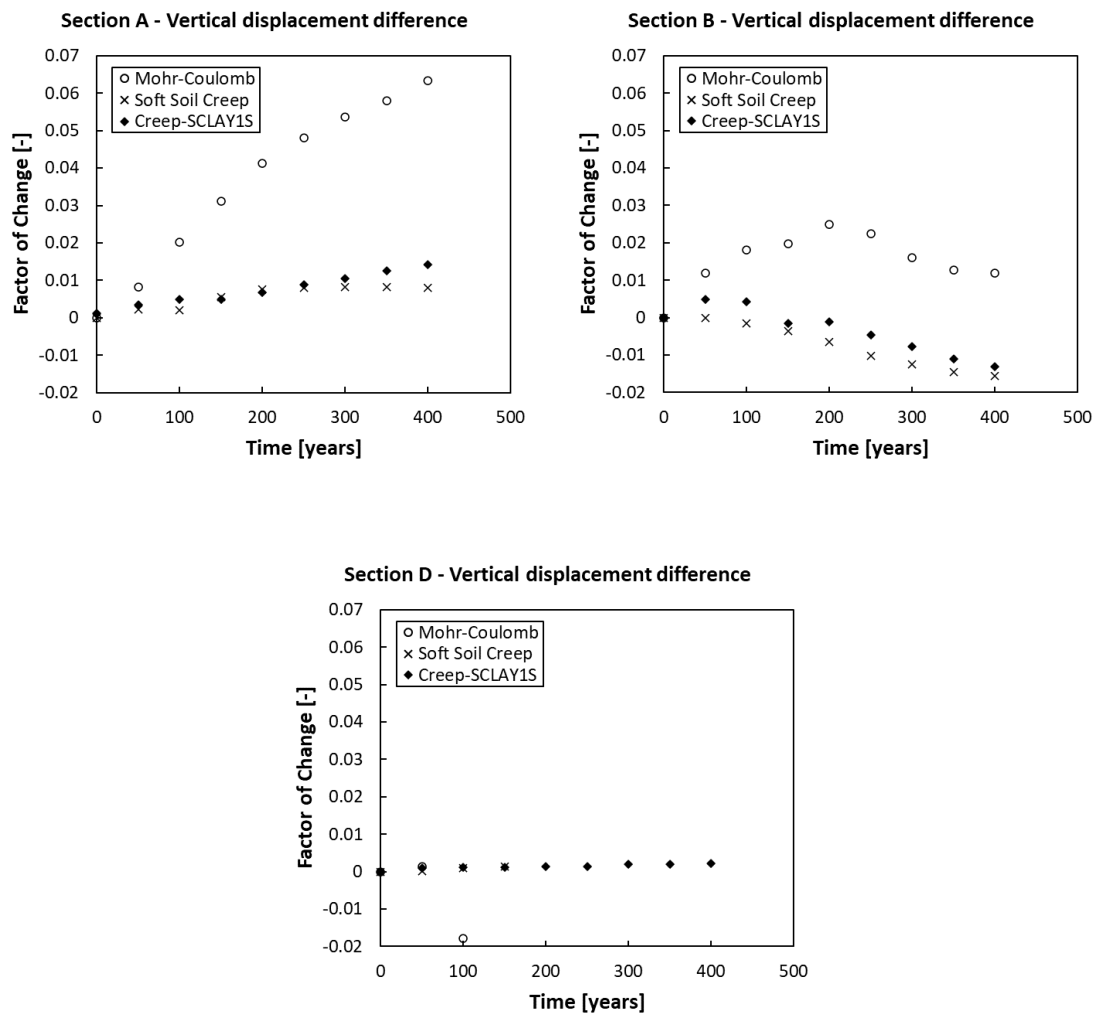 Section A - Vertical displacement difference
0.07
0.06
0.05
0.04
0.03
0.02
0.01
0
-0.01
-0.02
Factor of Change [-]
Mohr-Coulomb
Soft Soil Creep
Creep-SCLAY1S
0 100 200 300 400 500
Time [years]
Section B - Vertical displacement difference
0.07
0.06
0.05
0.04
0.03
0.02
0.01
0
-0.01
-0.02
Factor of Change [-]
Mohr-Coulomb
Soft Soil Creep
Creep-SCLAY1S
0 100 200 300 400 500
Time [years]
Section D - Vertical displacement difference
0.07
0.06
0.05
0.04
0.03
0.02
0.01
0
-0.01
-0.02
Factor of Change [-]
Mohr-Coulomb
Soft Soil Creep
Creep-SCLAY1S
0 100 200 300 400 500
Time [years]